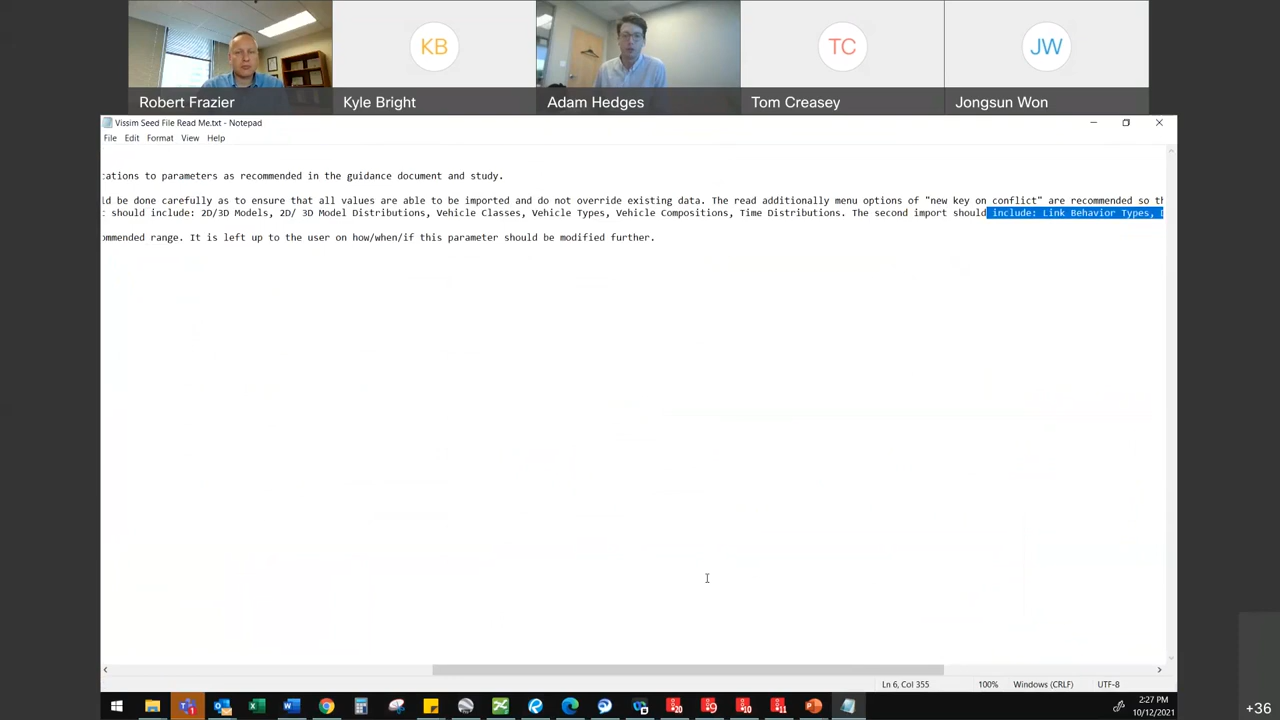 KB
TC
JW
Robert Frazier
Kyle Bright
Adam Hedges
Tom Creasey
Jongsun Won
Vissim Seed File Read Me.txt - Notepad
File Edit Format View Help
cations to parameters as recommended in the guidance document and study.
ld be done carefully as to ensure that all values are able to be imported and do not override existing data. The read additionally menu options of "new key on conflict" are recommended so th
t should include: 2D/3D Models, 2D/ 3D Model Distributions, Vehicle Classes, Vehicle Types, Vehicle Compositions, Time Distributions. The second import should include: Link Behavior Types, D
ommended range. It is left up to the user on how/when/if this parameter should be modified further.
Ln 6, Col 355
100%
Windows (CRLF)
UTF-8
2:27 PM
10/12/2021
+36